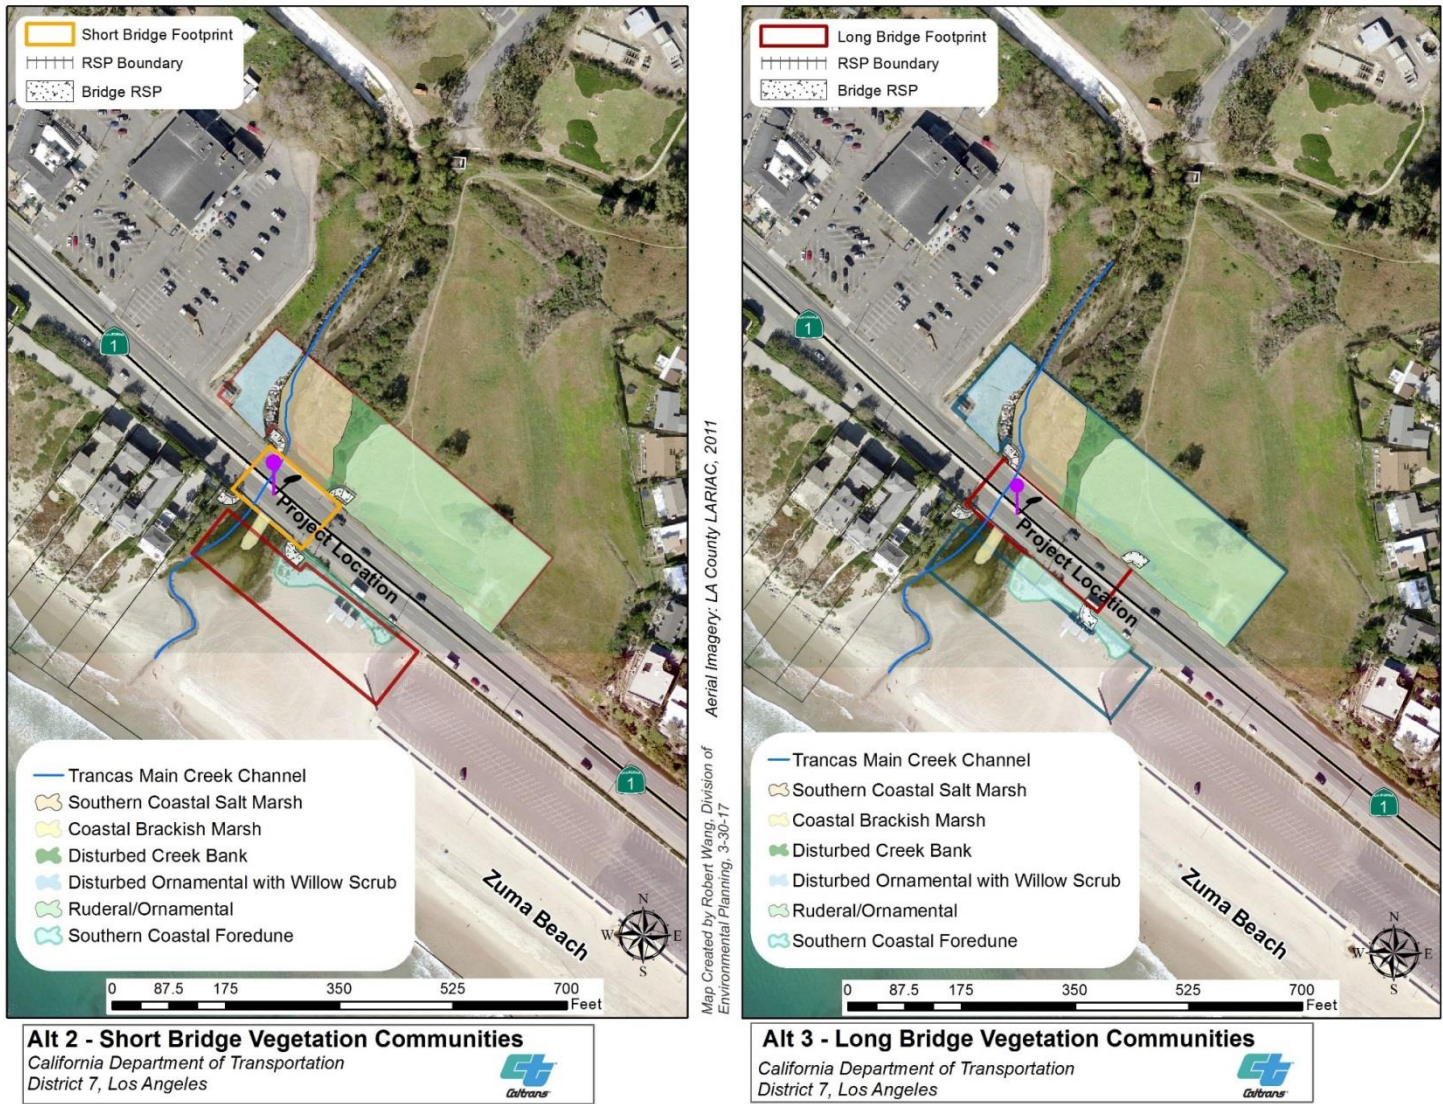 Short Bridge Footprint
RSP Boundary
Bridge RSP
1
Project Location
Trancas Main Creek Channel
Southern Coastal Salt Marsh
Coastal Brackish Marsh
Disturbed Creek Bank
Disturbed Ornamental with Willow Scrub
Ruderal/Ornamental
Southern Coastal Foredune
1
Zuma Beach
N
W
E
S
0 87.5 175 350 525 700
Feet
Alt 2 - Short Bridge Vegetation Communities
California Department of Transportation
District 7, Los Angeles
Caltrans
Aerial Imagery: LA County LARIAC, 2011
Map Created by Robert Wang, Division of
Environmental Planning, 3-30-17
Long Bridge Footprint
RSP Boundary
Bridge RSP
1
Project Location
Trancas Main Creek Channel
Southern Coastal Salt Marsh
Coastal Brackish Marsh
Disturbed Creek Bank
Disturbed Ornamental with Willow Scrub
Ruderal/Ornamental
Southern Coastal Foredune
1
Zuma Beach
N
W
E
S
0 87.5 175 350 525 700
Feet
Alt 3 - Long Bridge Vegetation Communities
California Department of Transportation
District 7, Los Angeles
Caltrans